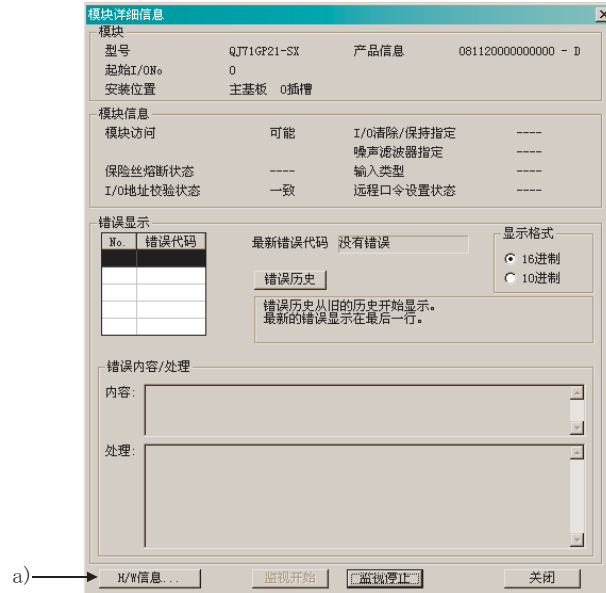 模块详细信息
模块
型号 QJ71GP21-SX 产品信息 081120000000000 - D
起始I/ONo 0
安装位置 主基板 0插槽
模块信息
模块访问 可能 I/O清除/保持指定 ----
噪声滤波器指定 ----
保险丝熔断状态 ---- 输入类型 ----
I/O地址校验状态 一致 远程口令设置状态 ----
错误显示
No. 错误代码 最新错误代码 没有错误 显示格式
16进制
错误历史 10进制
错误历史从旧的历史开始显示。
最新的错误显示在最后一行。
错误内容/处理
内容:
处理:
a) H/W信息... 监视开始 监视停止 关闭